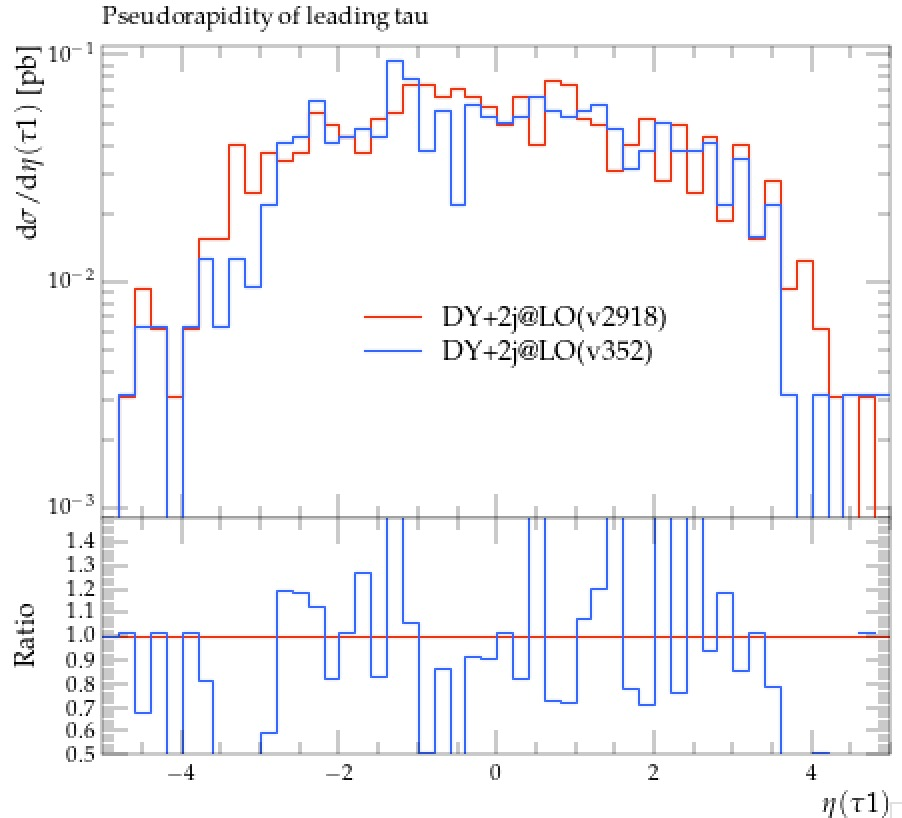 Pseudorapidity of leading tau
dσ/dη(τ1) [pb]
10⁻¹
10⁻²
10⁻³
DY+2j@LO(v2918)
DY+2j@LO(v352)
Ratio
1.4
1.3
1.2
1.1
1.0
0.9
0.8
0.7
0.6
0.5
−4 −2 0 2 4
η(τ1)